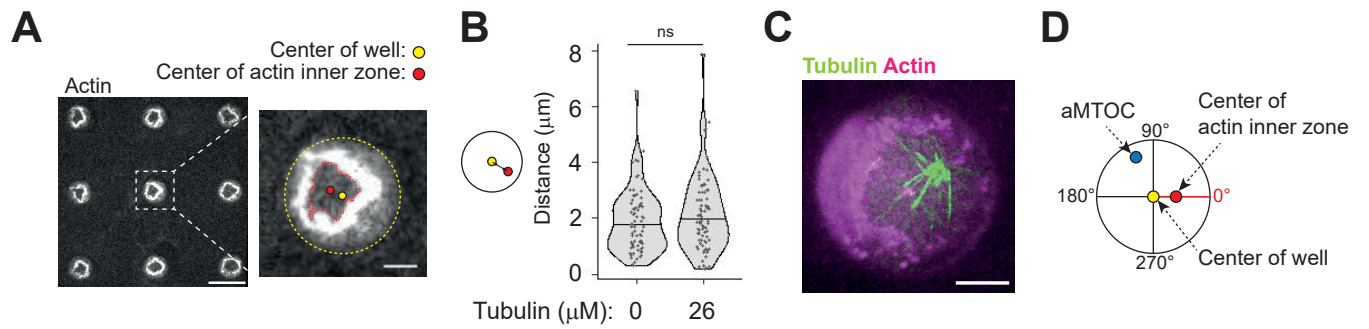 A
Center of well:
Center of actin inner zone:
Actin
B
ns
8
6
4
2
0
Distance (μm)
Tubulin (μM): 0 26
C
Tubulin Actin
D
aMTOC
Center of
actin inner zone
90°
180°
0°
270°
Center of well